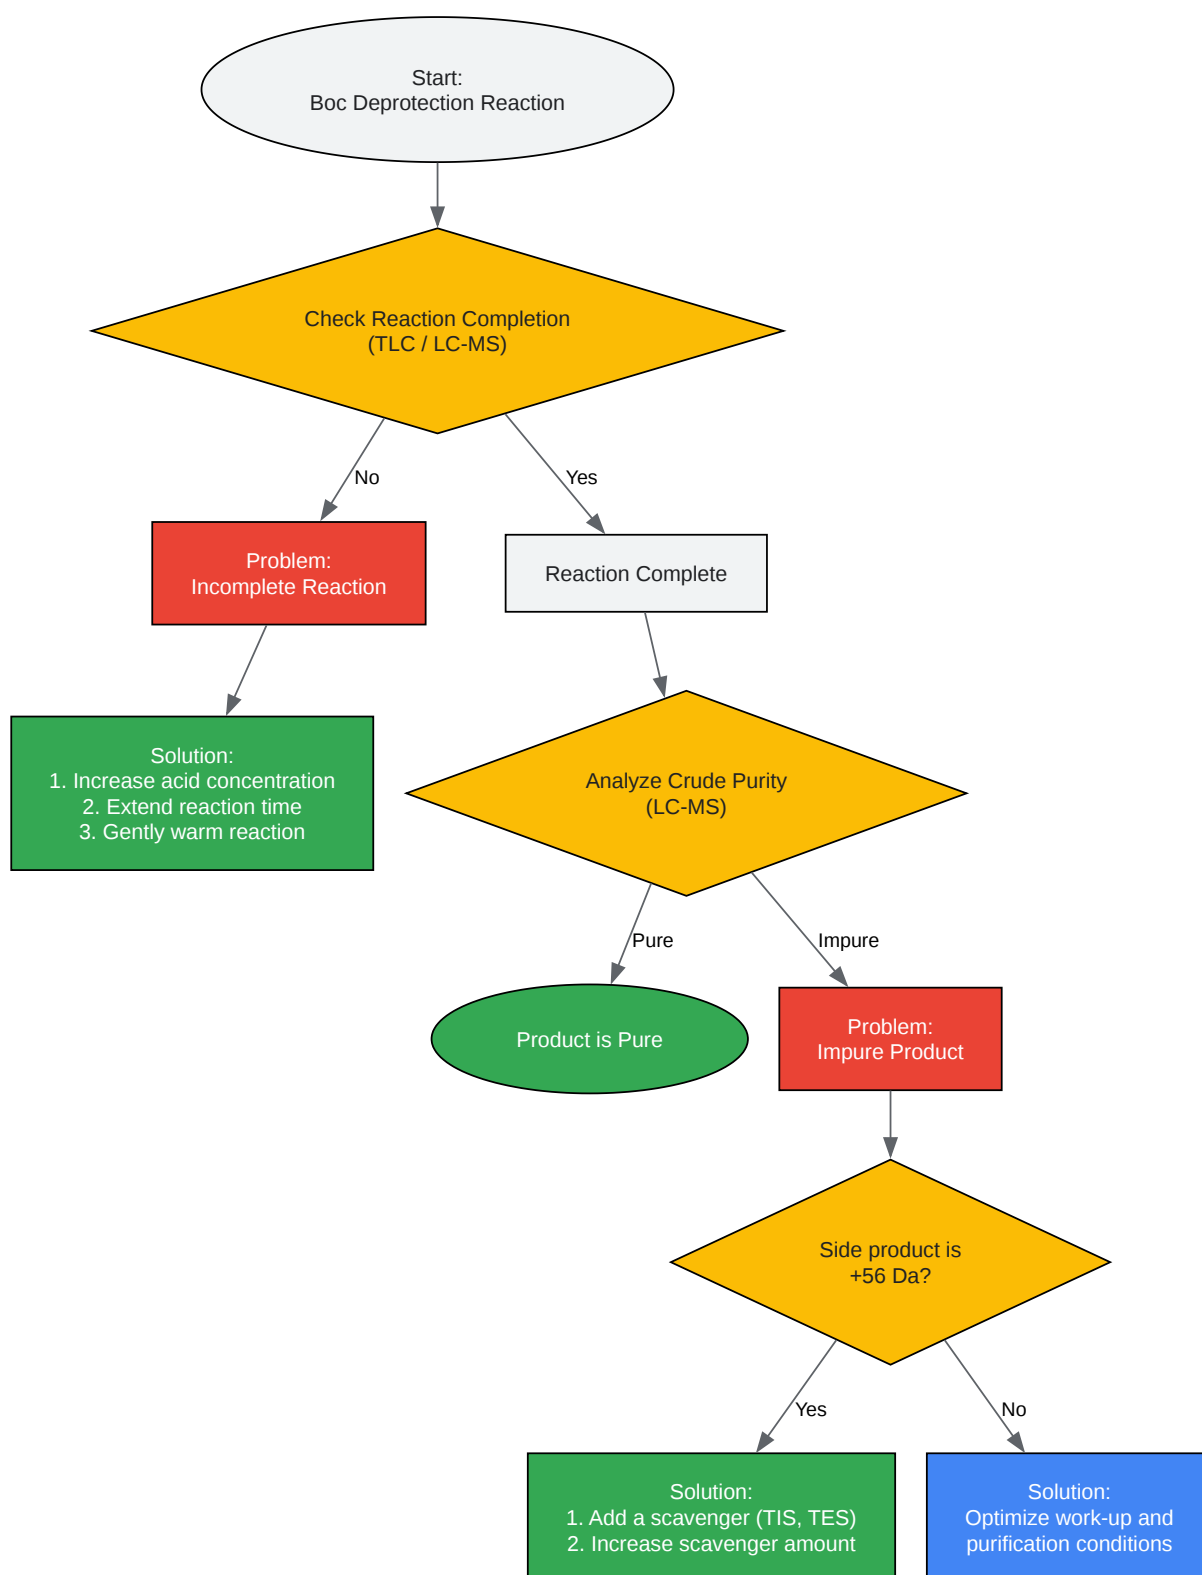 Start:
Boc Deprotection Reaction
Check Reaction Completion
(TLC / LC-MS)
No
Yes
Problem:
Incomplete Reaction
Reaction Complete
Solution:
1. Increase acid concentration
2. Extend reaction time
3. Gently warm reaction
Analyze Crude Purity
(LC-MS)
Pure
Impure
Product is Pure
Problem:
Impure Product
Side product is
+56 Da?
Yes
No
Solution:
1. Add a scavenger (TIS, TES)
2. Increase scavenger amount
Solution:
Optimize work-up and
purification conditions